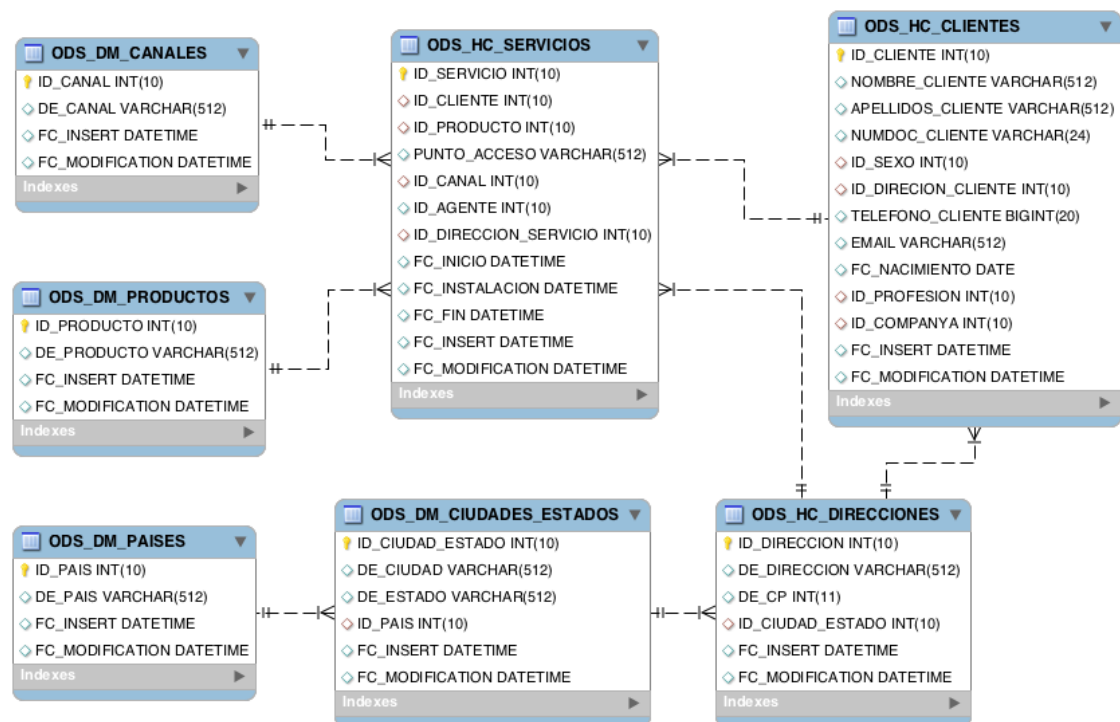 ODS_DM_CANALES
ID_CANAL INT(10)
DE_CANAL VARCHAR(512)
FC_INSERT DATETIME
FC_MODIFICATION DATETIME
Indexes
ODS_HC_SERVICIOS
ID_SERVICIO INT(10)
ID_CLIENTE INT(10)
ID_PRODUCTO INT(10)
PUNTO_ACCESO VARCHAR(512)
ID_CANAL INT(10)
ID_AGENTE INT(10)
ID_DIRECCION_SERVICIO INT(10)
FC_INICIO DATETIME
FC_INSTALACION DATETIME
FC_FIN DATETIME
FC_INSERT DATETIME
FC_MODIFICATION DATETIME
Indexes
ODS_HC_CLIENTES
ID_CLIENTE INT(10)
NOMBRE_CLIENTE VARCHAR(512)
APELLIDOS_CLIENTE VARCHAR(512)
NUMDOC_CLIENTE VARCHAR(24)
ID_SEXO INT(10)
ID_DIRECION_CLIENTE INT(10)
TELEFONO_CLIENTE BIGINT(20)
EMAIL VARCHAR(512)
FC_NACIMIENTO DATE
ID_PROFESION INT(10)
ID_COMPANYA INT(10)
FC_INSERT DATETIME
FC_MODIFICATION DATETIME
Indexes
ODS_DM_PRODUCTOS
ID_PRODUCTO INT(10)
DE_PRODUCTO VARCHAR(512)
FC_INSERT DATETIME
FC_MODIFICATION DATETIME
Indexes
ODS_DM_PAISES
ID_PAIS INT(10)
DE_PAIS VARCHAR(512)
FC_INSERT DATETIME
FC_MODIFICATION DATETIME
Indexes
ODS_DM_CIUDADES_ESTADOS
ID_CIUDAD_ESTADO INT(10)
DE_CIUDAD VARCHAR(512)
DE_ESTADO VARCHAR(512)
ID_PAIS INT(10)
FC_INSERT DATETIME
FC_MODIFICATION DATETIME
Indexes
ODS_HC_DIRECCIONES
ID_DIRECCION INT(10)
DE_DIRECCION VARCHAR(512)
DE_CP INT(11)
ID_CIUDAD_ESTADO INT(10)
FC_INSERT DATETIME
FC_MODIFICATION DATETIME
Indexes